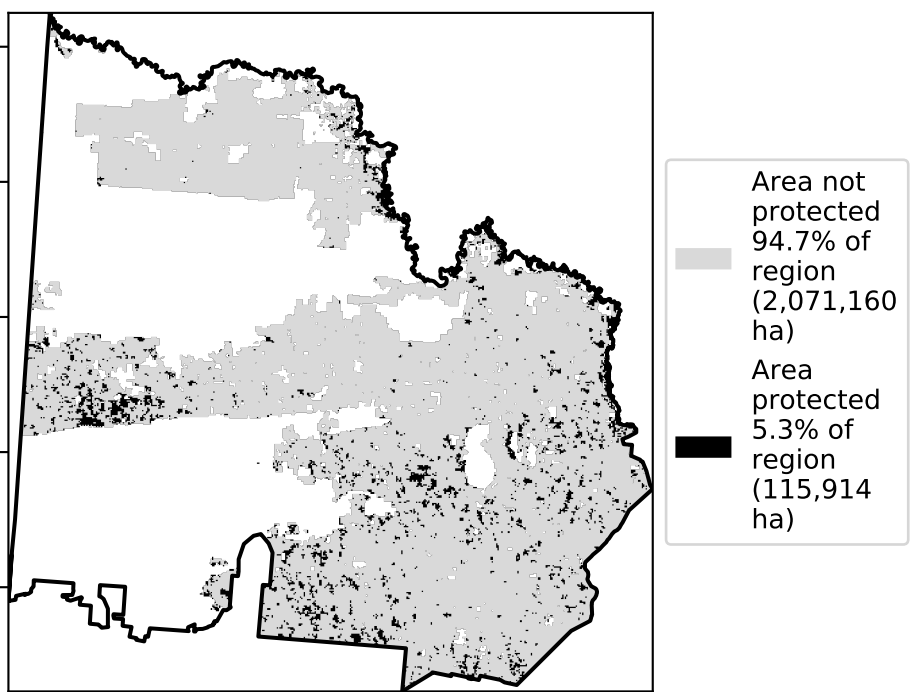 Area not
protected
94.7% of
region
(2,071,160
ha)
Area
protected
5.3% of
region
(115,914
ha)